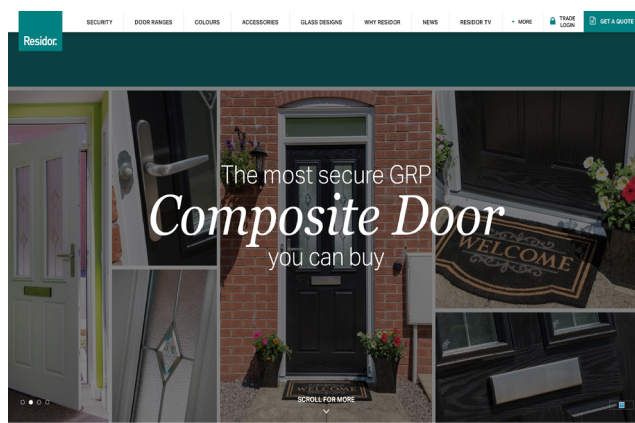 SECURITY
DOOR RANGES
COLOURS
ACCESSORIES
GLASS DESIGNS
WHY RESIDOR
NEWS
RESIDOR TV
MORE
TRADE
LOGIN
GET A QUOTE
Residor.
The most secure GRP
Composite Door
you can buy
WELCOME
WELCOME
SCROLL FOR MORE